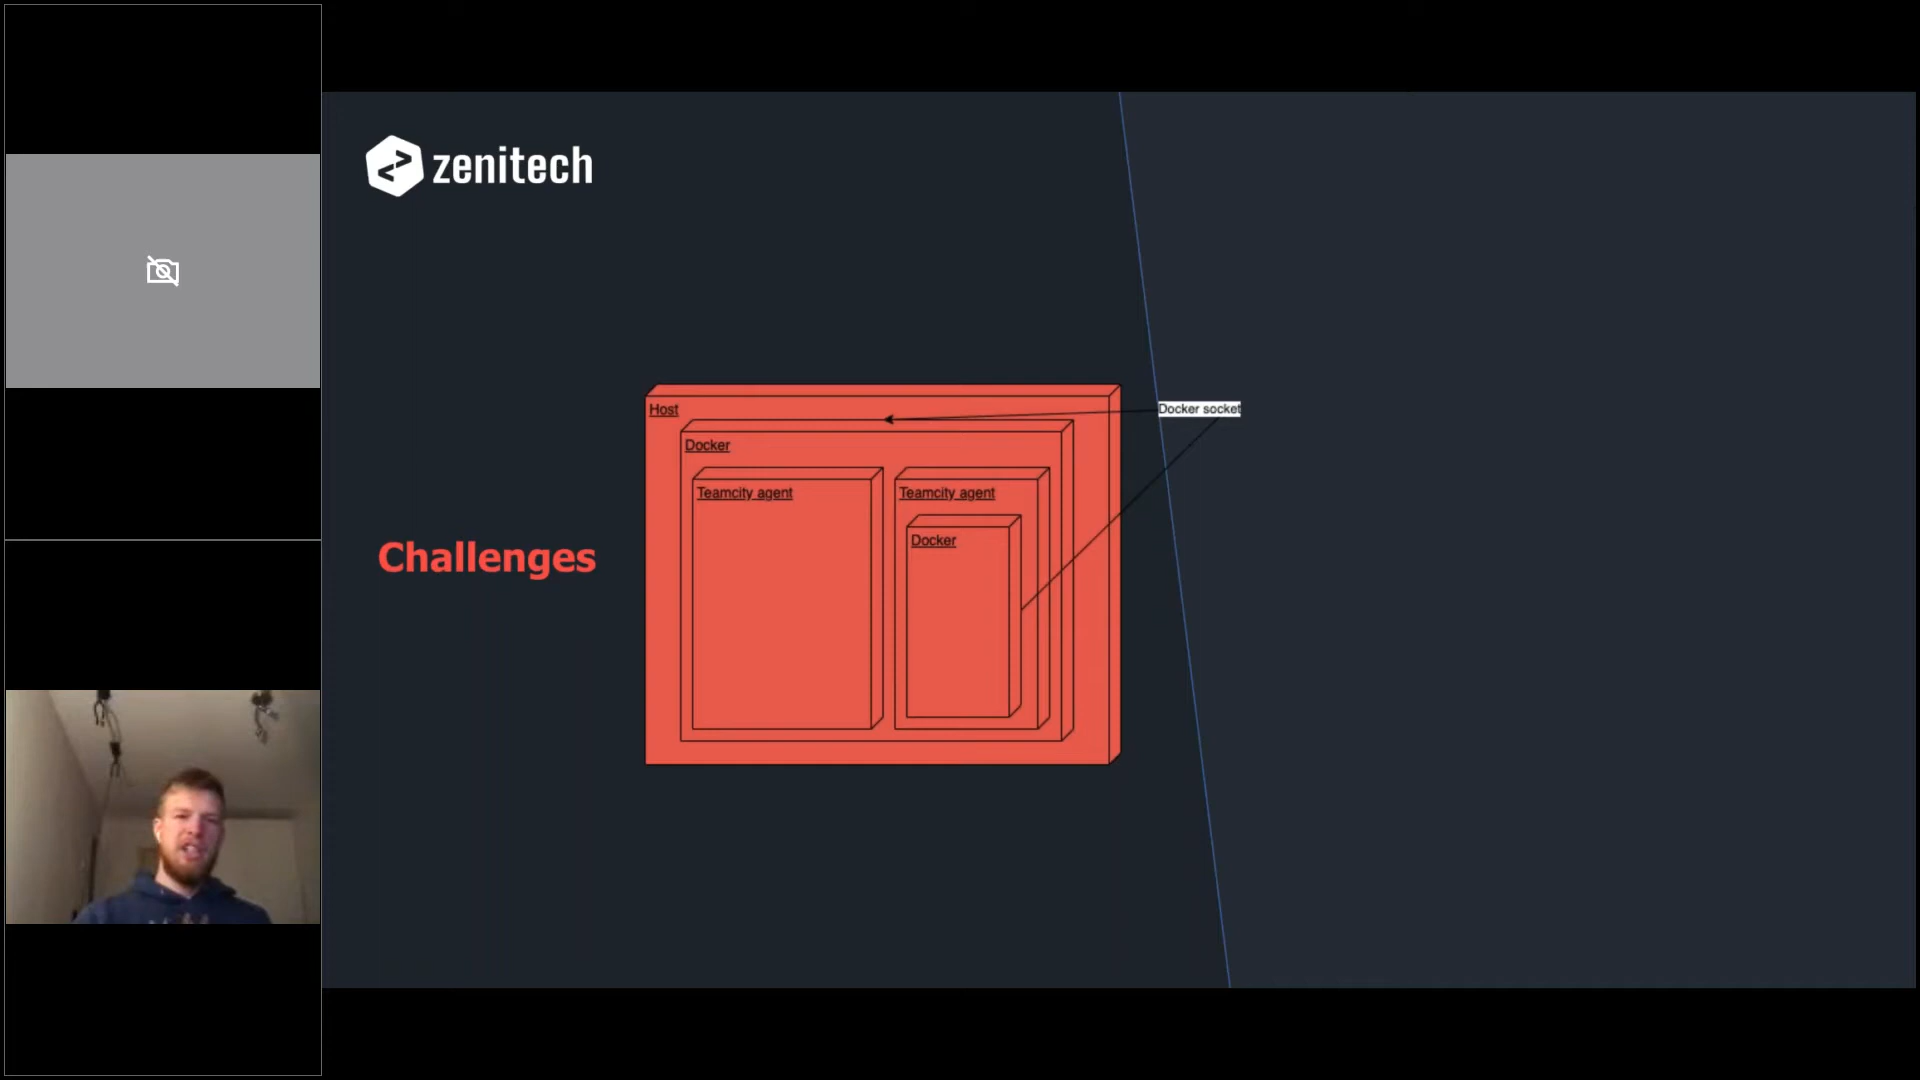 zenitech
Host
Docker socket
Docker
Teamcity agent
Teamcity agent
Docker
Challenges